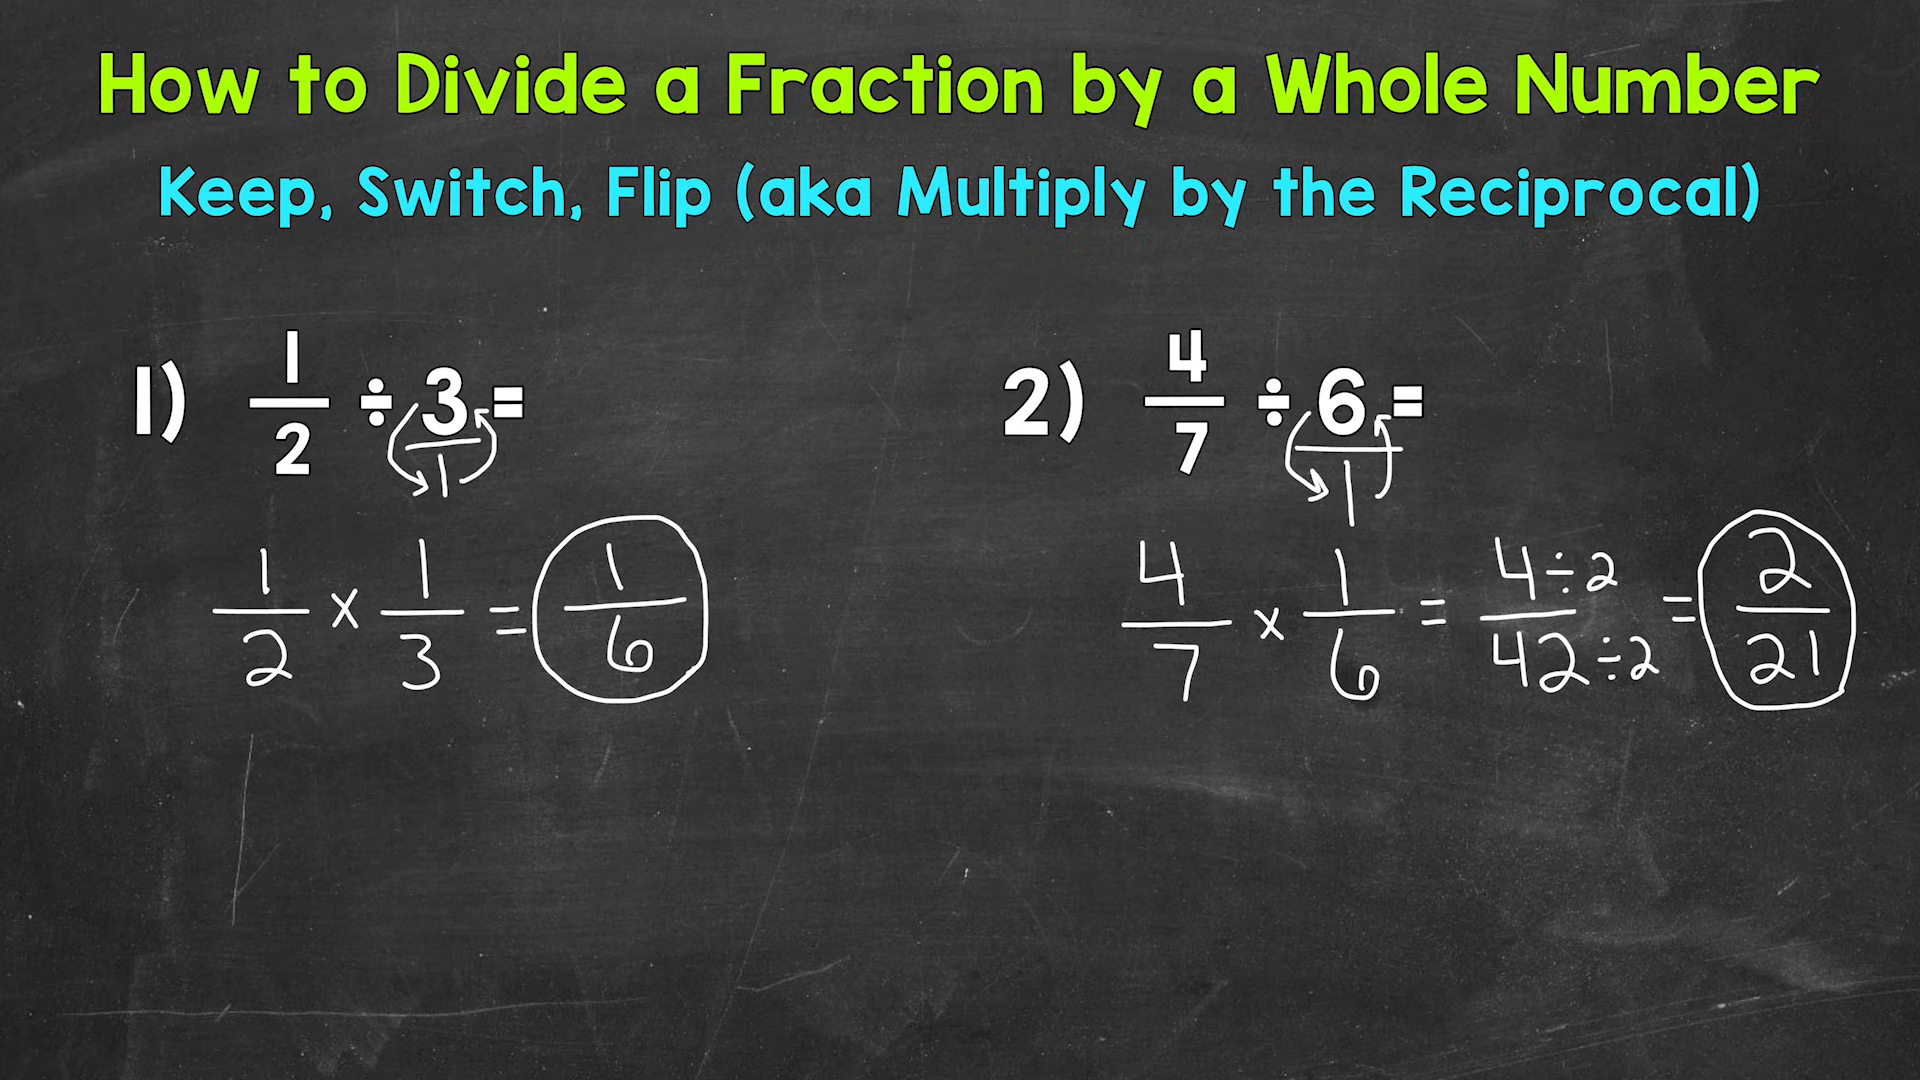 How to Divide a Fraction by a Whole Number
Keep, Switch, Flip (aka Multiply by the Reciprocal)
1) 1/2 ÷ 3/1 =
1/2 x 1/3 = 1/6
2) 4/7 ÷ 6/1 =
4/7 x 1/6 = 4÷2/42÷2 = 2/21